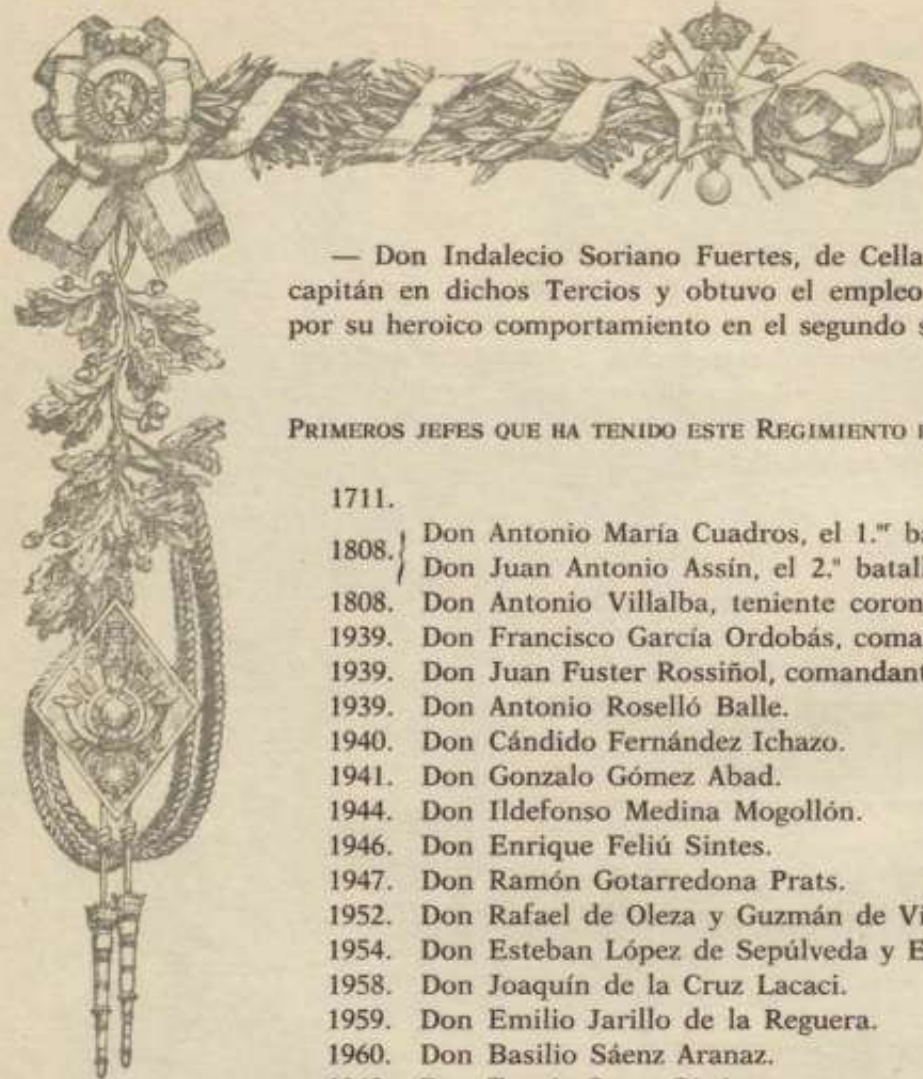 — Don Indalecio Soriano Fuertes, de Cella
capitán en dichos Tercios y obtuvo el empleo
por su heroico comportamiento en el segundo
PRIMEROS JEFES QUE HA TENIDO ESTE REGIMIENTO
1711.
1808. Don Antonio María Cuadros, el 1.er
Don Juan Antonio Assín, el 2.º
1808. Don Antonio Villalba, teniente
1939. Don Francisco García Ordobás,
1939. Don Juan Fuster Rossiñol, comandant
1939. Don Antonio Roselló Balle.
1940. Don Cándido Fernández Ichazo.
1941. Don Gonzalo Gómez Abad.
1944. Don Ildefonso Medina Mogollón.
1946. Don Enrique Feliú Sintes.
1947. Don Ramón Gotarredona Prats.
1952. Don Rafael de Oleza y Guzmán de
1954. Don Esteban López de Sepúlveda y
1958. Don Joaquín de la Cruz Lacaci.
1959. Don Emilio Jarillo de la Reguera.
1960. Don Basilio Sáenz Aranaz.